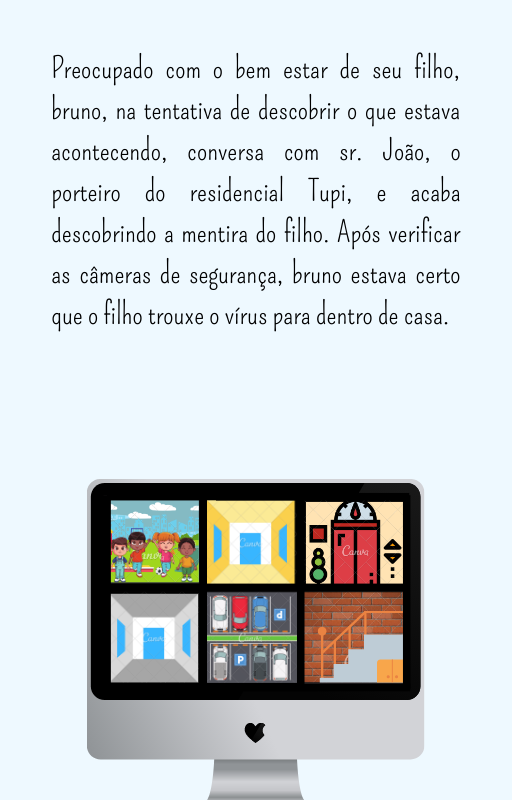 Preocupado com o bem estar de seu filho,
bruno, na tentativa de descobrir o que estava
acontecendo, conversa com sr. João, o
porteiro do residencial Tupi, e acaba
descobrindo a mentira do filho. Após verificar
as câmeras de segurança, bruno estava certo
que o filho trouxe o vírus para dentro de casa.
Canva
d
P